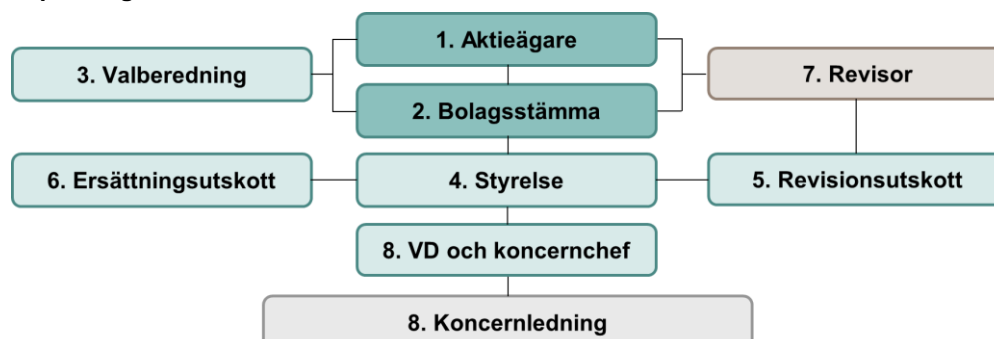 1. Aktieägare
3. Valberedning
7. Revisor
2. Bolagsstämma
6. Ersättningsutskott
4. Styrelse
5. Revisionsutskott
8. VD och koncernchef
8. Koncernledning